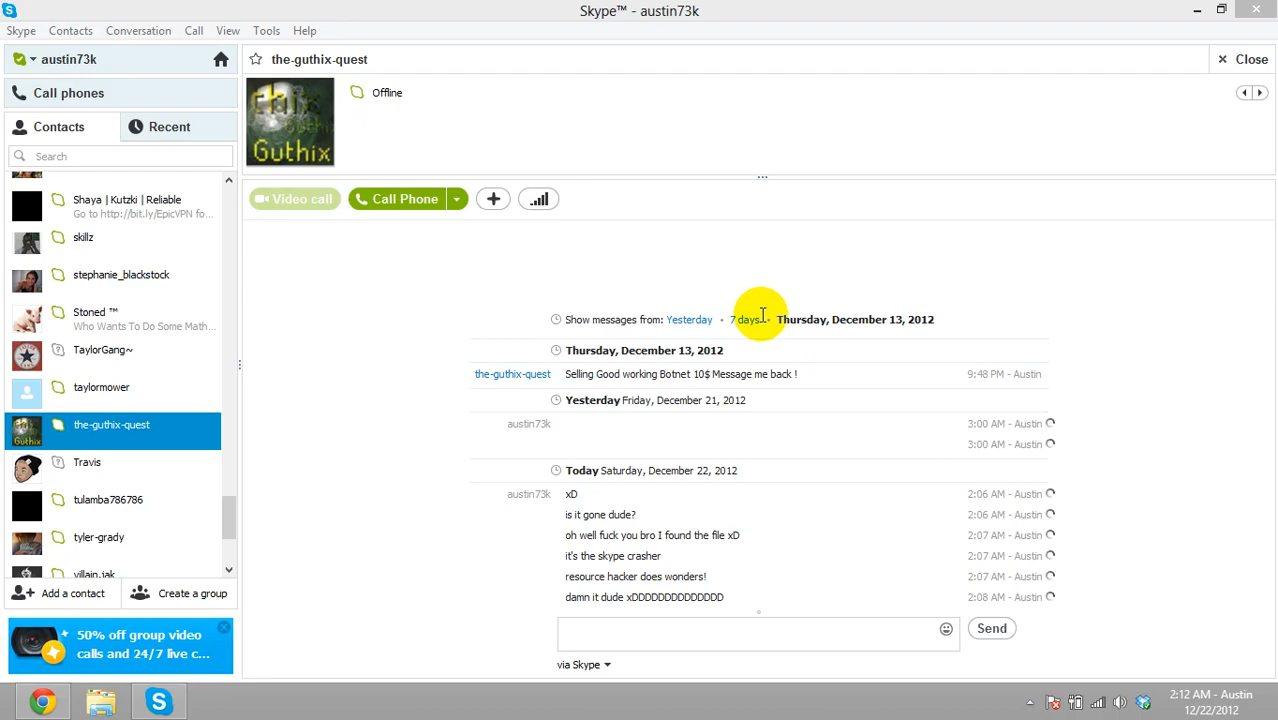 Skype™ - austin73k
Skype Contacts Conversation Call View Tools Help
austin73k
Call phones
Contacts Recent
Search
Shaya | Kutzki | Reliable
Go to http://bit.ly/EpicVPN fo...
skillz
stephanie_blackstock
Stoned ™
Who Wants To Do Some Math...
TaylorGang~
taylormower
the-guthix-quest
Travis
tulamba786786
tyler-grady
villain.jak
Add a contact Create a group
50% off group video
calls and 24/7 live c...
the-guthix-quest
Close
Guthix
Offline
Video call Call Phone
Show messages from: Yesterday • 7 days • Thursday, December 13, 2012
Thursday, December 13, 2012
the-guthix-quest Selling Good working Botnet 10$ Message me back ! 9:48 PM - Austin
Yesterday Friday, December 21, 2012
austin73k 3:00 AM - Austin
3:00 AM - Austin
Today Saturday, December 22, 2012
austin73k xD 2:06 AM - Austin
is it gone dude? 2:06 AM - Austin
oh well fuck you bro I found the file xD 2:07 AM - Austin
it's the skype crasher 2:07 AM - Austin
resource hacker does wonders! 2:07 AM - Austin
damn it dude xDDDDDDDDDDDDDD 2:08 AM - Austin
Send
via Skype
2:12 AM - Austin
12/22/2012